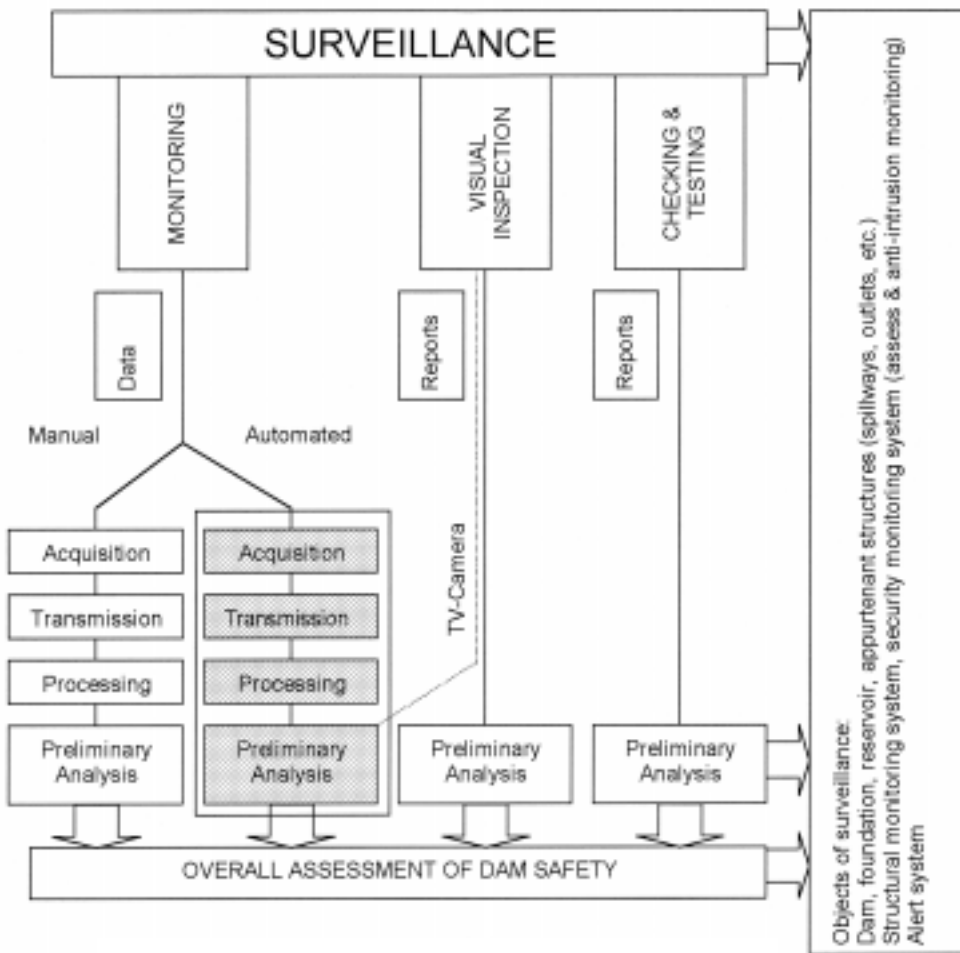 SURVEILLANCE
MONITORING
VISUAL
INSPECTION
CHECKING &
TESTING
Data
Reports
Reports
Manual
Automated
TV-Camera
Acquisition
Transmission
Processing
Preliminary
Analysis
Acquisition
Transmission
Processing
Preliminary
Analysis
Preliminary
Analysis
Preliminary
Analysis
OVERALL ASSESSMENT OF DAM SAFETY
Objects of surveillance:
Dam, foundation, reservoir, appurtenant structures (spillways, outlets, etc.)
Structural monitoring system, security monitoring system (assess & anti-intrusion monitoring)
Alert system